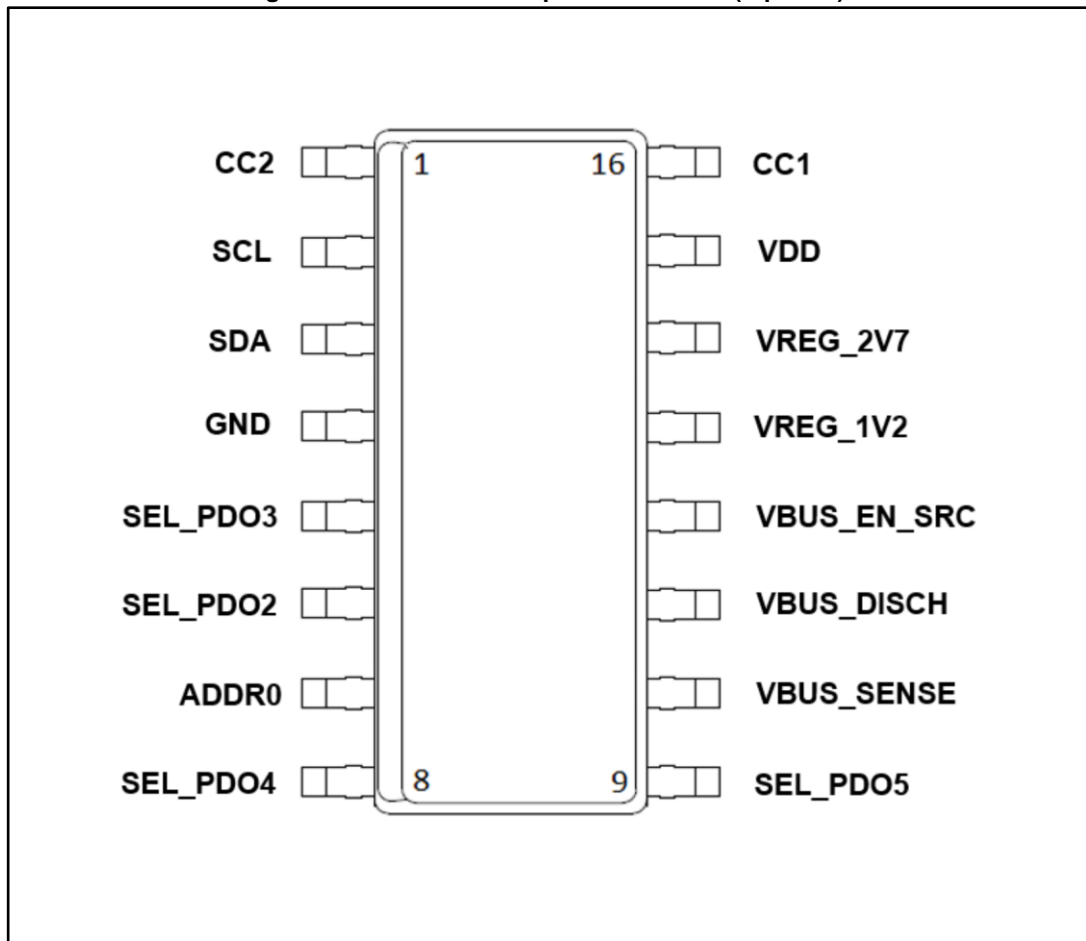 CC2 1 16 CC1
SCL VDD
SDA VREG_2V7
GND VREG_1V2
SEL_PDO3 VBUS_EN_SRC
SEL_PDO2 VBUS_DISCH
ADDR0 VBUS_SENSE
SEL_PDO4 8 9 SEL_PDO5